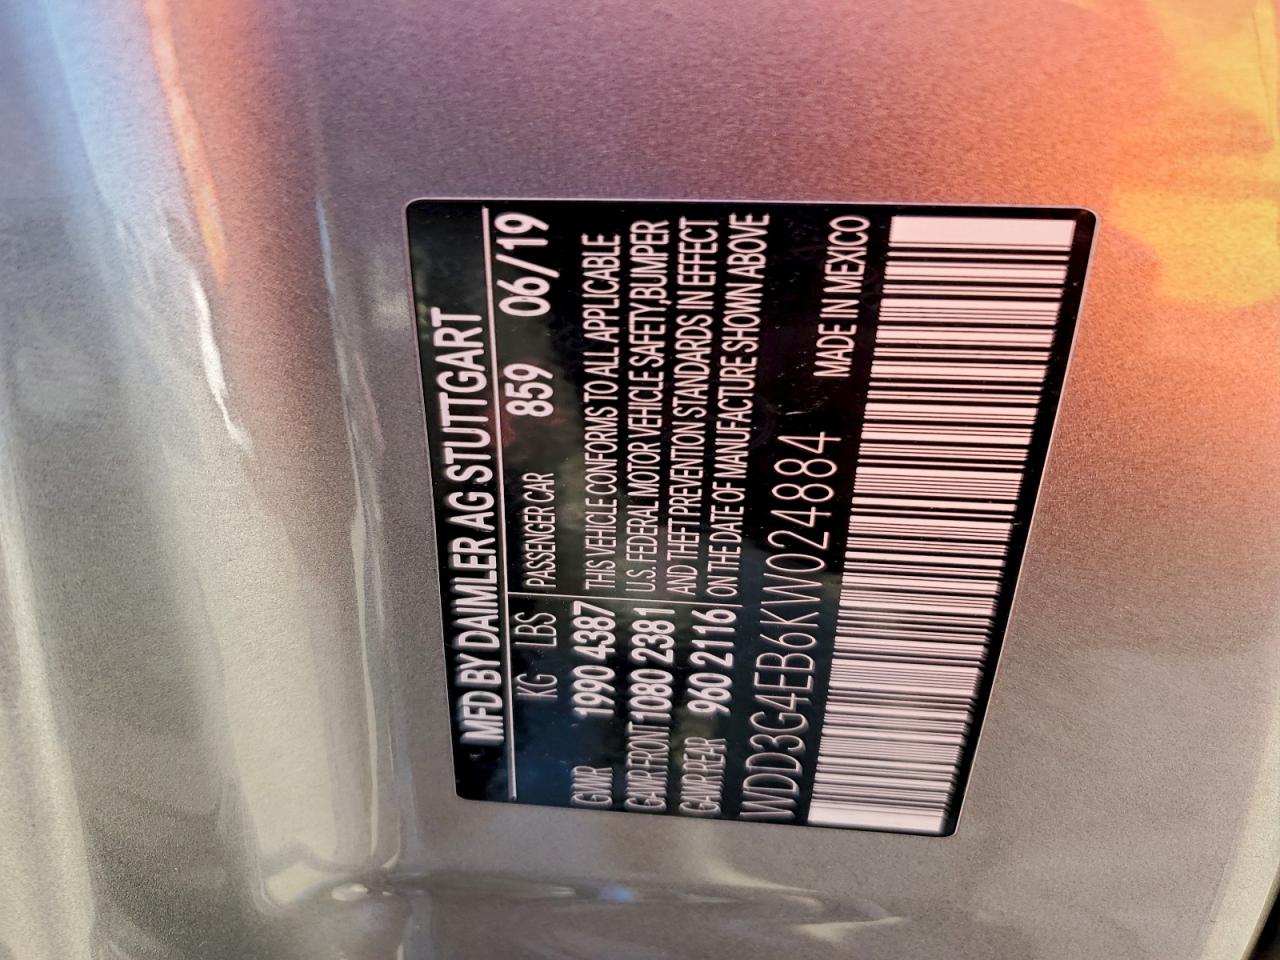 MFD BY DAIMLER AG STUTTGART
KG LBS PASSENGER CAR 859 06/19
GVWR 1990 4387 THIS VEHICLE CONFORMS TO ALL APPLICABLE
GAWR FRONT 1080 2381 U.S. FEDERAL MOTOR VEHICLE SAFETY,BUMPER
GAWR REAR 960 2116 AND THEFT PREVENTION STANDARDS IN EFFECT
ON THE DATE OF MANUFACTURE SHOWN ABOVE
WDD3G4EB6KW024884 MADE IN MEXICO